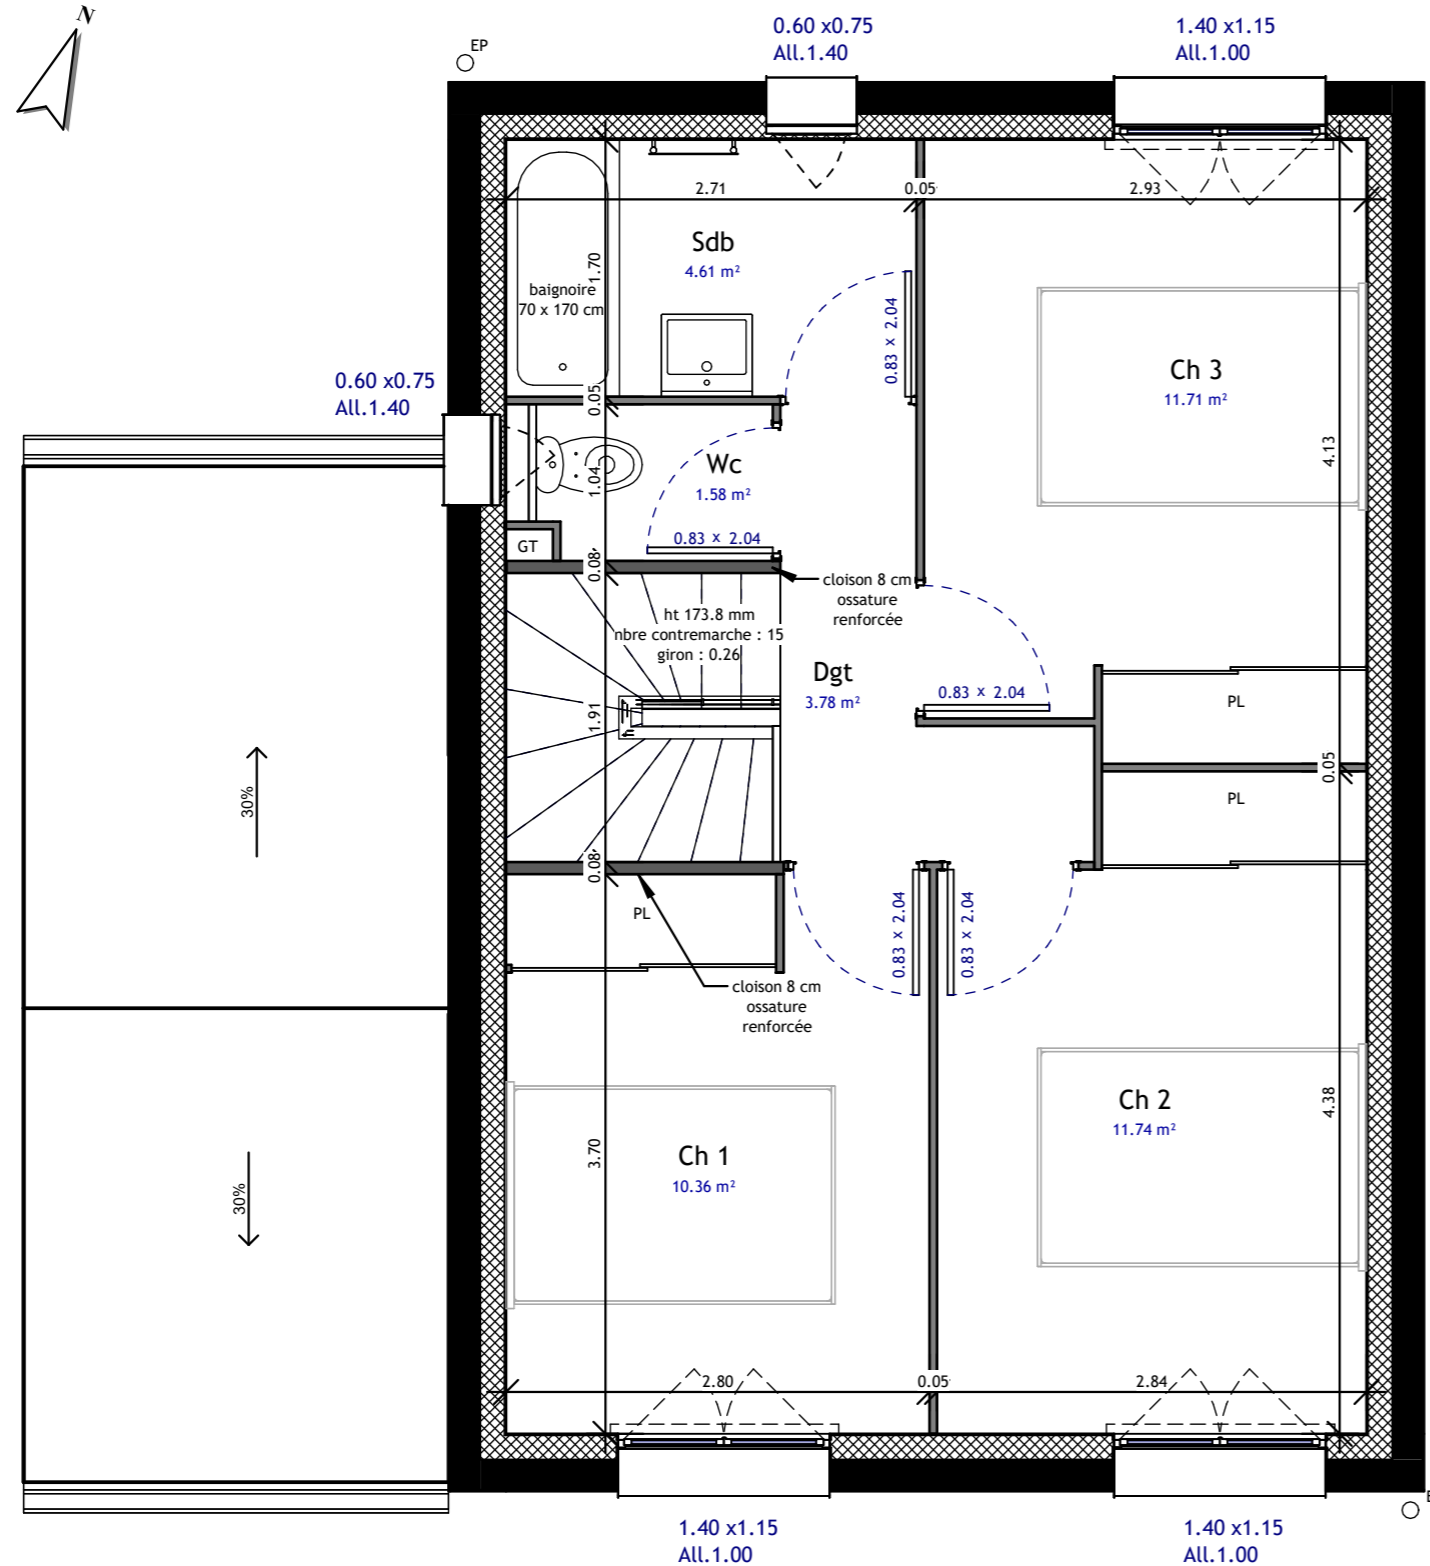 N
EP
0.60 x0.75
All.1.40
1.40 x1.15
All.1.00
2.71
0.05
2.93
Sdb
4.61 m²
1.70
baignoire
70 x 170 cm
0.83 x 2.04
Ch 3
11.71 m²
0.60 x0.75
All.1.40
0.05
4.13
Wc
1.58 m²
1.04
GT
0.83 x 2.04
0.08
cloison 8 cm
ossature
renforcée
ht 173.8 mm
nbre contremarche : 15
giron : 0.26
Dgt
3.78 m²
0.83 x 2.04
PL
1.91
0.05
PL
30%
0.08
PL
0.83 x 2.04
0.83 x 2.04
cloison 8 cm
ossature
renforcée
Ch 2
11.74 m²
4.38
Ch 1
10.36 m²
3.70
30%
2.80
0.05
2.84
1.40 x1.15
All.1.00
1.40 x1.15
All.1.00